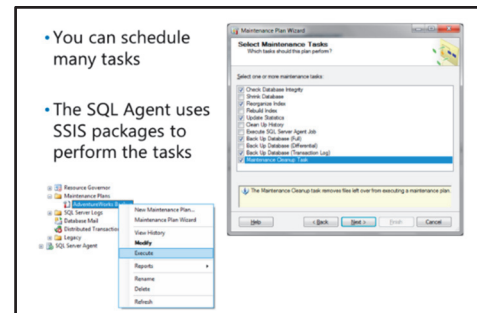 • You can schedule
many tasks
• The SQL Agent uses
SSIS packages to
perform the tasks
Maintenance Plan Wizard
Select Maintenance Tasks
Which tasks should this plan perform?
Select one or more maintenance tasks:
Check Database Integrity
Shrink Database
Reorganize Index
Rebuild Index
Update Statistics
Clean Up History
Execute SQL Server Agent Job
Back Up Database (Full)
Back Up Database (Differential)
Back Up Database (Transaction Log)
Maintenance Cleanup Task
The Maintenance Cleanup task removes files left over from executing a maintenance plan.
Help
< Back
Next >
Finish
Cancel
Resource Governor
Maintenance Plans
AdventureWorks
SQL Server Logs
Database Mail
Distributed Transaction
Legacy
SQL Server Agent
New Maintenance Plan...
Maintenance Plan Wizard
View History
Modify
Execute
Reports
Rename
Delete
Refresh